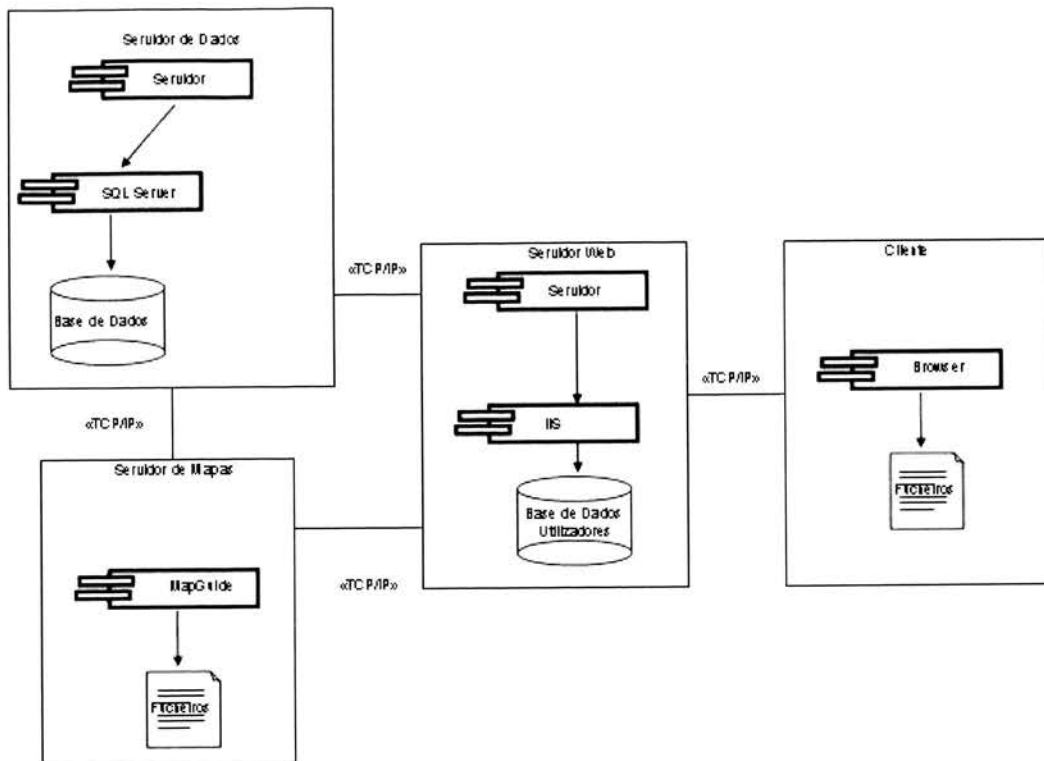 Servidor de Dados
Servidor
SQL Server
Base de Dados
«TCP/IP»
«TCP/IP»
Servidor de Mapas
MapGuide
Ficheiros
«TCP/IP»
Servidor Web
Servidor
IIS
Base de Dados
Utilizadores
«TCP/IP»
Cliente
Browser
Ficheiros